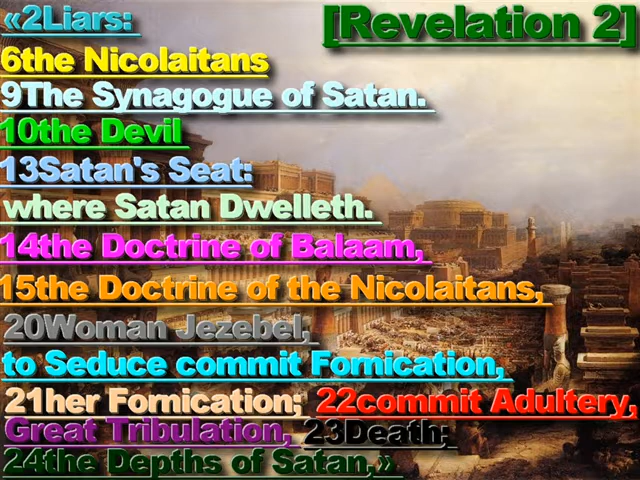 «2Liars:
[Revelation 2]
6the Nicolaitans
9The Synagogue of Satan.
10the Devil
13Satan's Seat:
where Satan Dwelleth.
14the Doctrine of Balaam,
15the Doctrine of the Nicolaitans,
20Woman Jezebel,
to Seduce commit Fornication,
21her Fornication; 22commit Adultery,
Great Tribulation, 23Death;
24the Depths of Satan,»